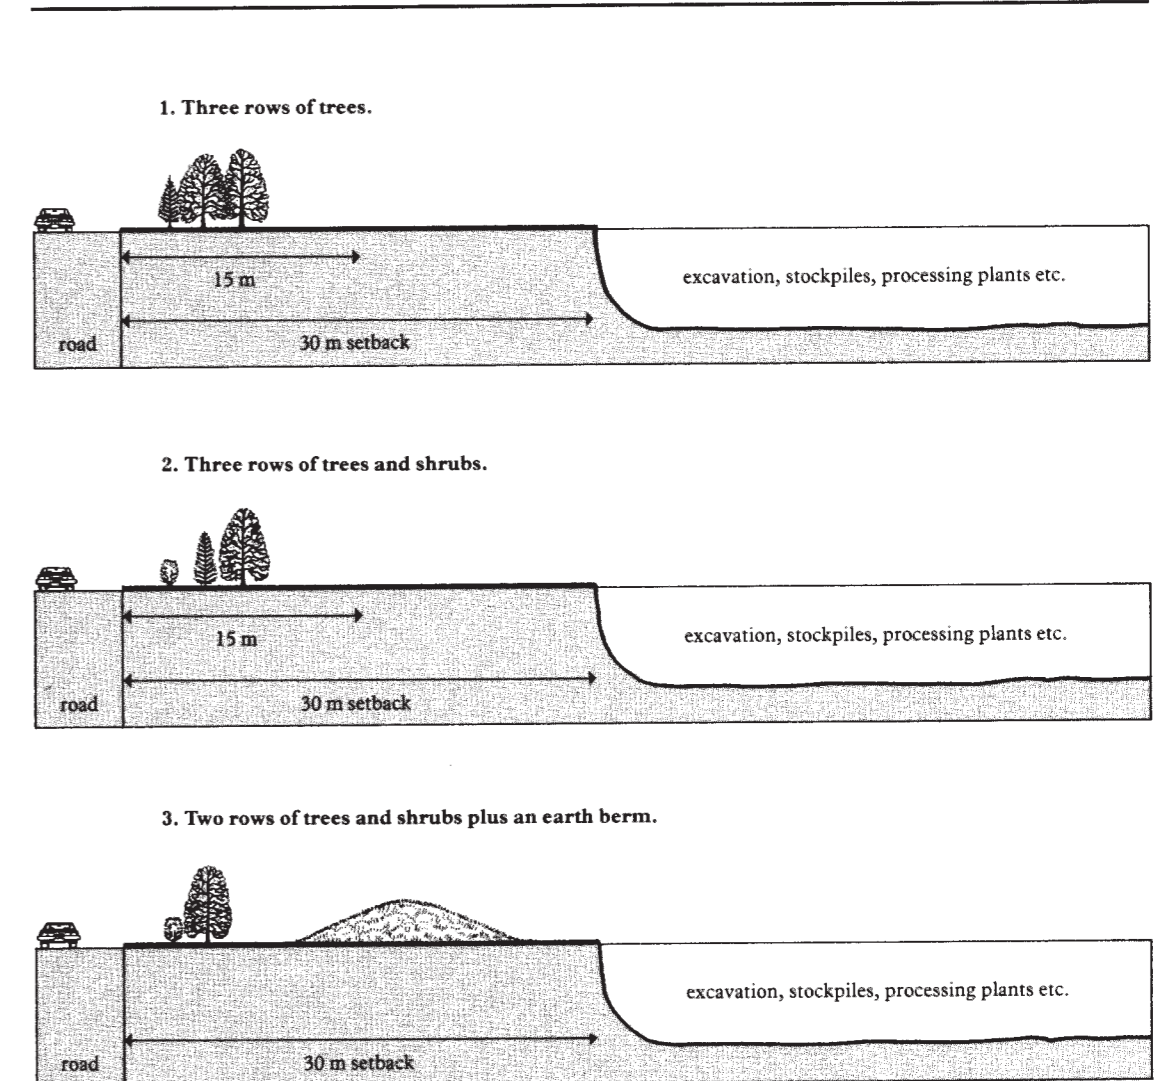 1. Three rows of trees.
15 m
excavation, stockpiles, processing plants etc.
road
30 m setback
2. Three rows of trees and shrubs.
15 m
excavation, stockpiles, processing plants etc.
road
30 m setback
3. Two rows of trees and shrubs plus an earth berm.
excavation, stockpiles, processing plants etc.
road
30 m setback